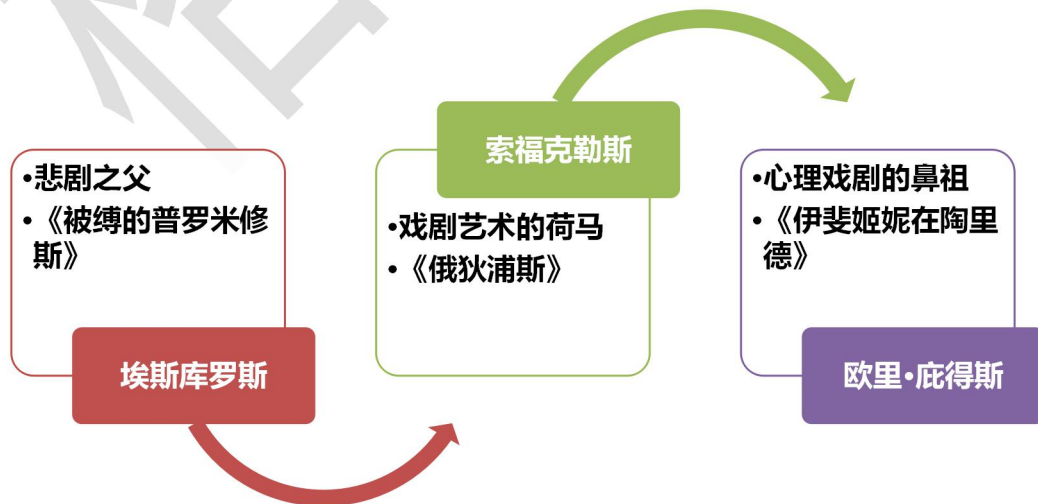 •悲剧之父
•《被缚的普罗米修
斯》
埃斯库罗斯
索福克勒斯
•戏剧艺术的荷马
•《俄狄浦斯》
•心理戏剧的鼻祖
•《伊斐姬妮在陶里
德》
欧里•庇得斯